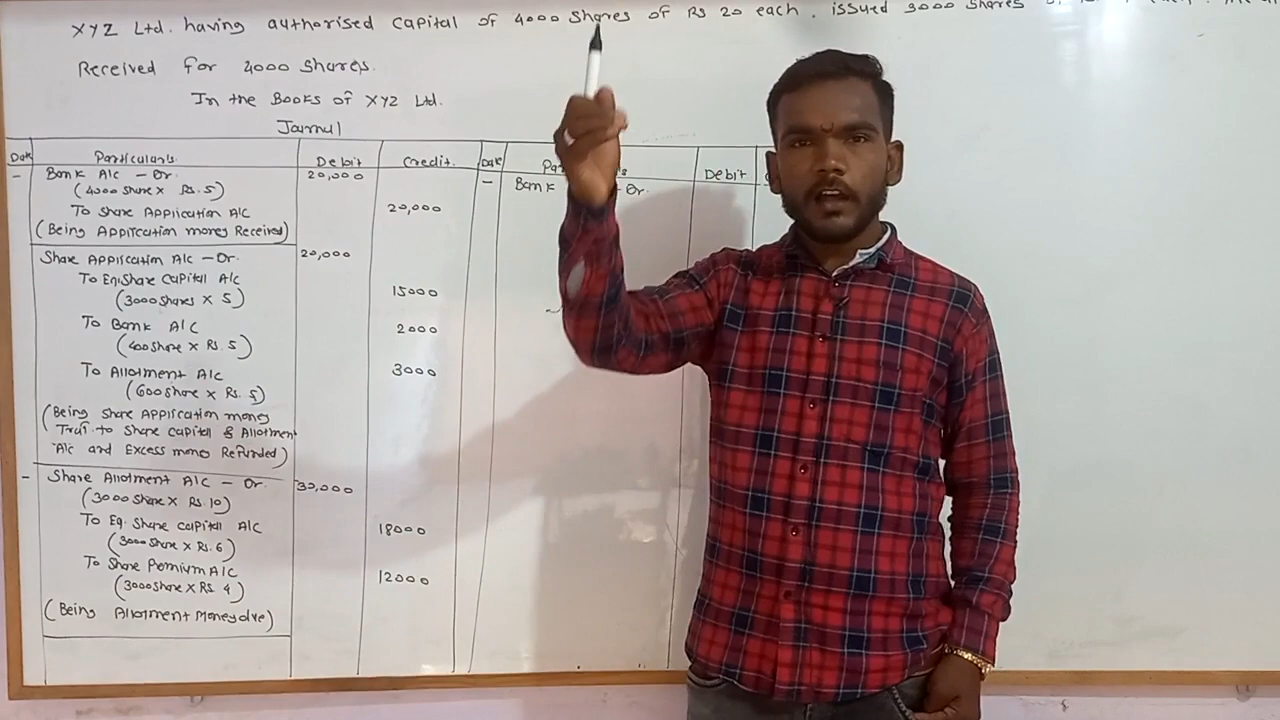 XYZ Ltd. having authorised capital of 4000 shares of Rs 20 each. issued 3000 shares
Received for 4000 shares.
In the Books of XYZ Ltd.
Journul
Date Particulars Debit Credit. Date Debit
- Bank A/C - Dr 20,000 - Bank Dr.
(4000 share x Rs. 5)
To Share Application A/C 20,000
(Being Application money Received)
Share Application A/C - Dr. 20,000
To Eq. Share capital A/C
(3000 shares x 5) 15000
To Bank A/C 2000
(400 share x Rs. 5)
To Allotment A/C 3000
(600 share x Rs. 5)
(Being Share Application money
Traf. to Share capital & Allotment
A/c and Excess money Refunded)
- Share Allotment A/C - Dr. 30,000
(3000 share x Rs. 10)
To Eq. Share capital A/C 18000
(3000 share x Rs. 6)
To Share Premium A/C 12000
(3000 share x Rs 4)
(Being Allotment Money due)